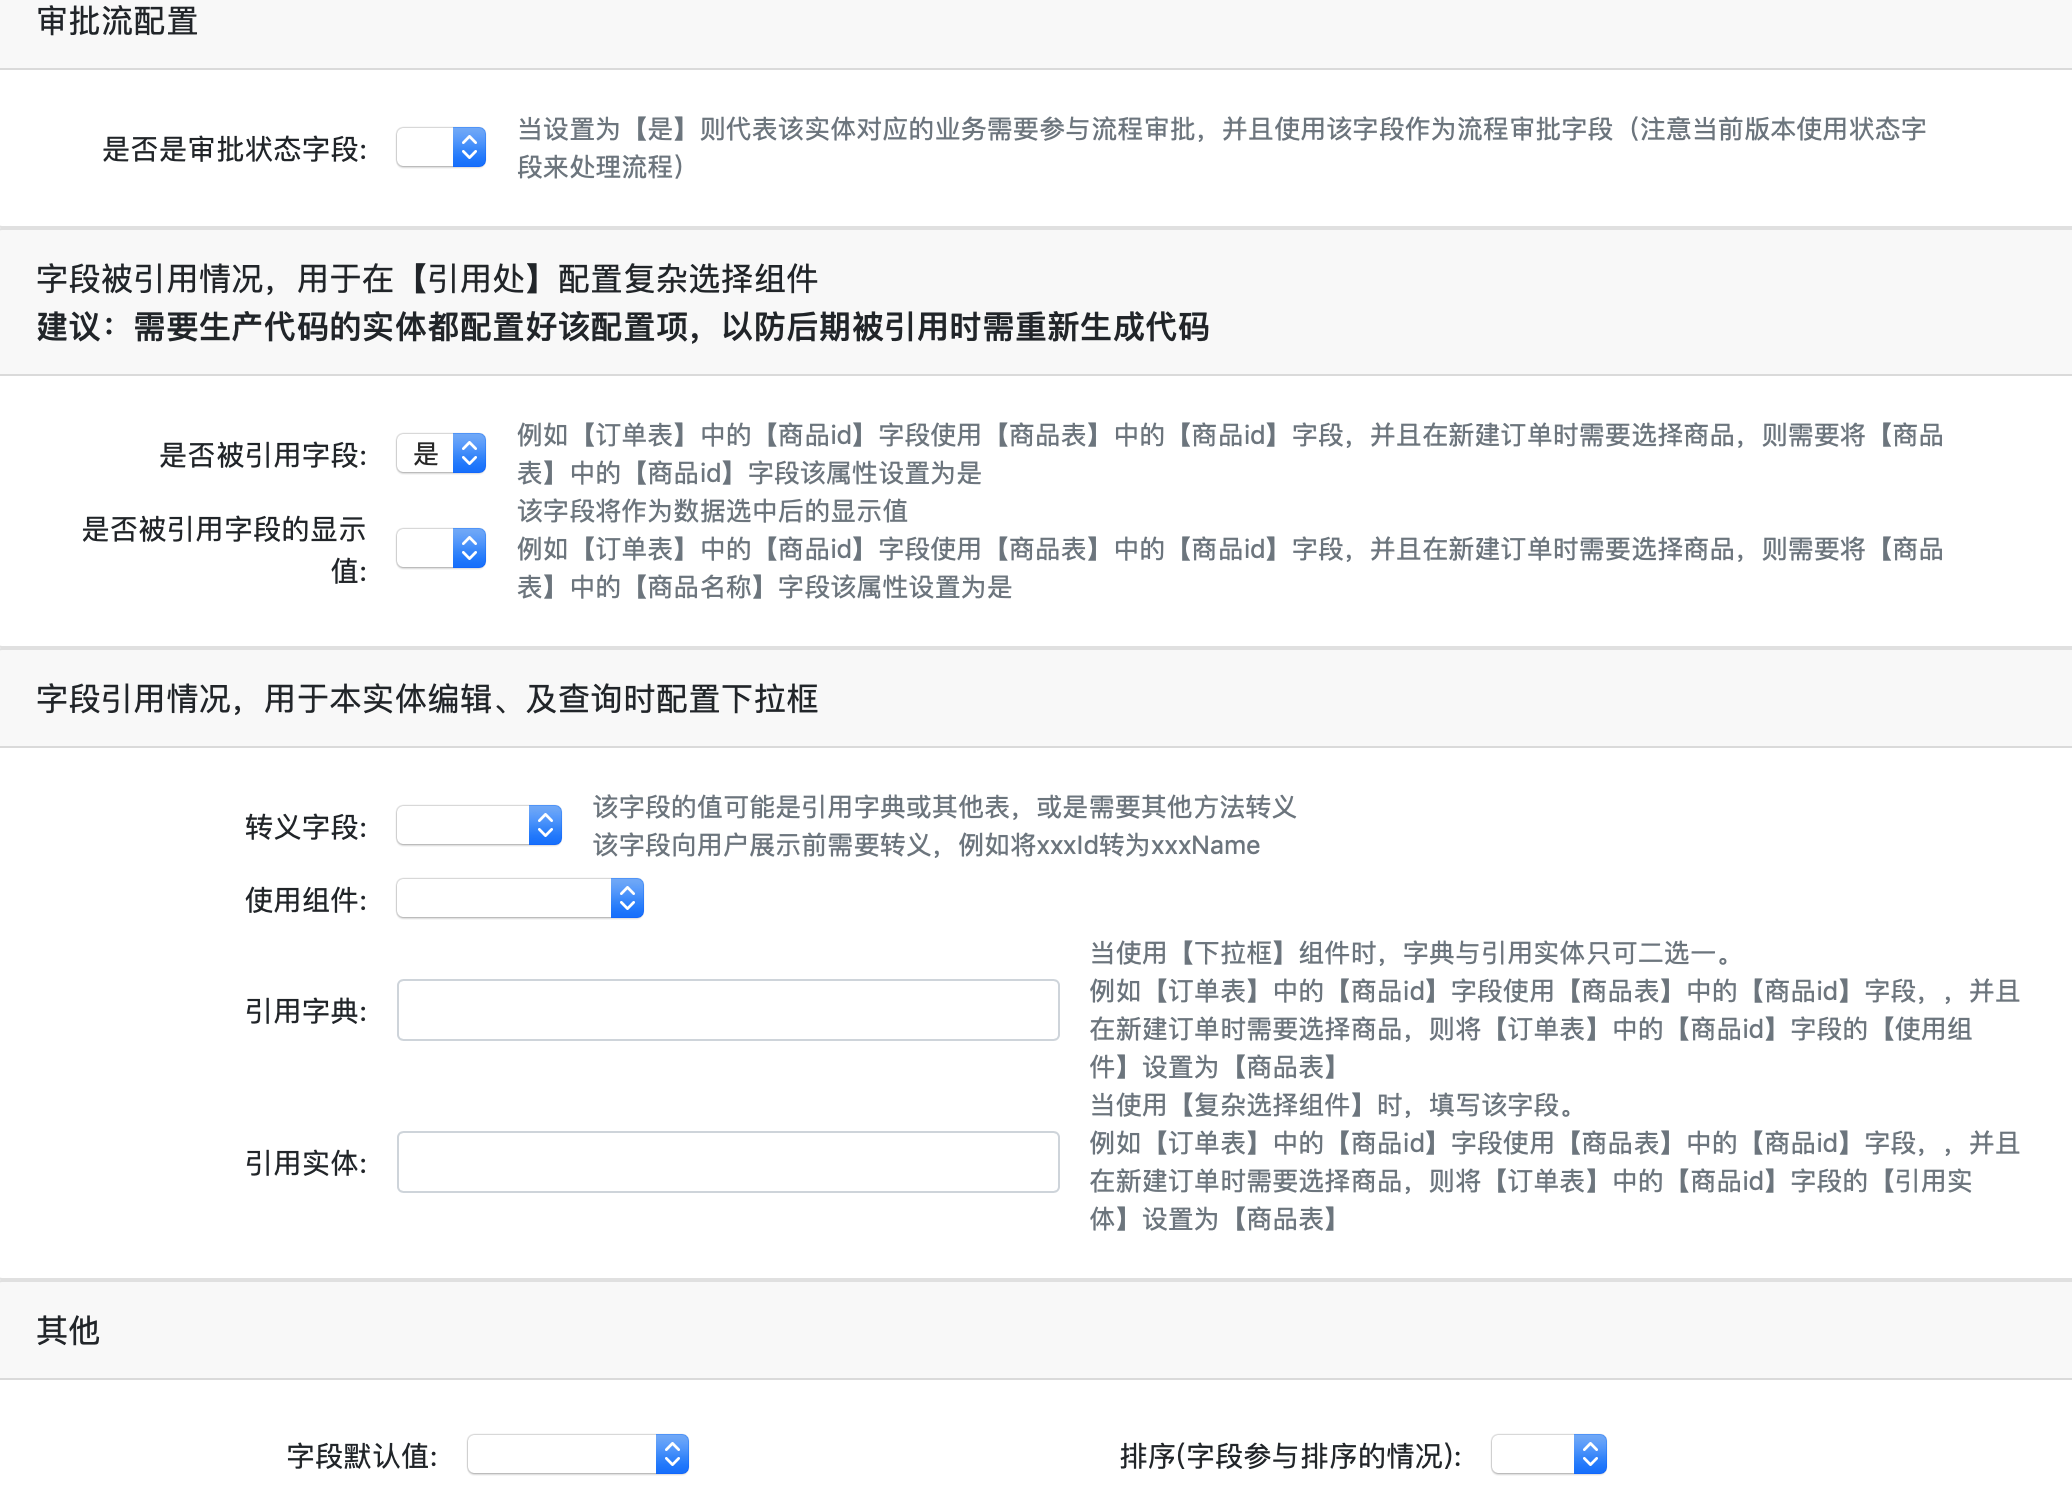 审批流配置
是否是审批状态字段:
当设置为【是】则代表该实体对应的业务需要参与流程审批，并且使用该字段作为流程审批字段（注意当前版本使用状态字
段来处理流程）
字段被引用情况，用于在【引用处】配置复杂选择组件
建议：需要生产代码的实体都配置好该配置项，以防后期被引用时需重新生成代码
是否被引用字段:
是
例如【订单表】中的【商品id】字段使用【商品表】中的【商品id】字段，并且在新建订单时需要选择商品，则需要将【商品
表】中的【商品id】字段该属性设置为是
是否被引用字段的显示
值:
该字段将作为数据选中后的显示值
例如【订单表】中的【商品id】字段使用【商品表】中的【商品id】字段，并且在新建订单时需要选择商品，则需要将【商品
表】中的【商品名称】字段该属性设置为是
字段引用情况，用于本实体编辑、及查询时配置下拉框
转义字段:
该字段的值可能是引用字典或其他表，或是需要其他方法转义
该字段向用户展示前需要转义，例如将xxxId转为xxxName
使用组件:
引用字典:
当使用【下拉框】组件时，字典与引用实体只可二选一。
例如【订单表】中的【商品id】字段使用【商品表】中的【商品id】字段，，并且
在新建订单时需要选择商品，则将【订单表】中的【商品id】字段的【使用组
件】设置为【商品表】
引用实体:
当使用【复杂选择组件】时，填写该字段。
例如【订单表】中的【商品id】字段使用【商品表】中的【商品id】字段，，并且
在新建订单时需要选择商品，则将【订单表】中的【商品id】字段的【引用实
体】设置为【商品表】
其他
字段默认值:
排序(字段参与排序的情况):